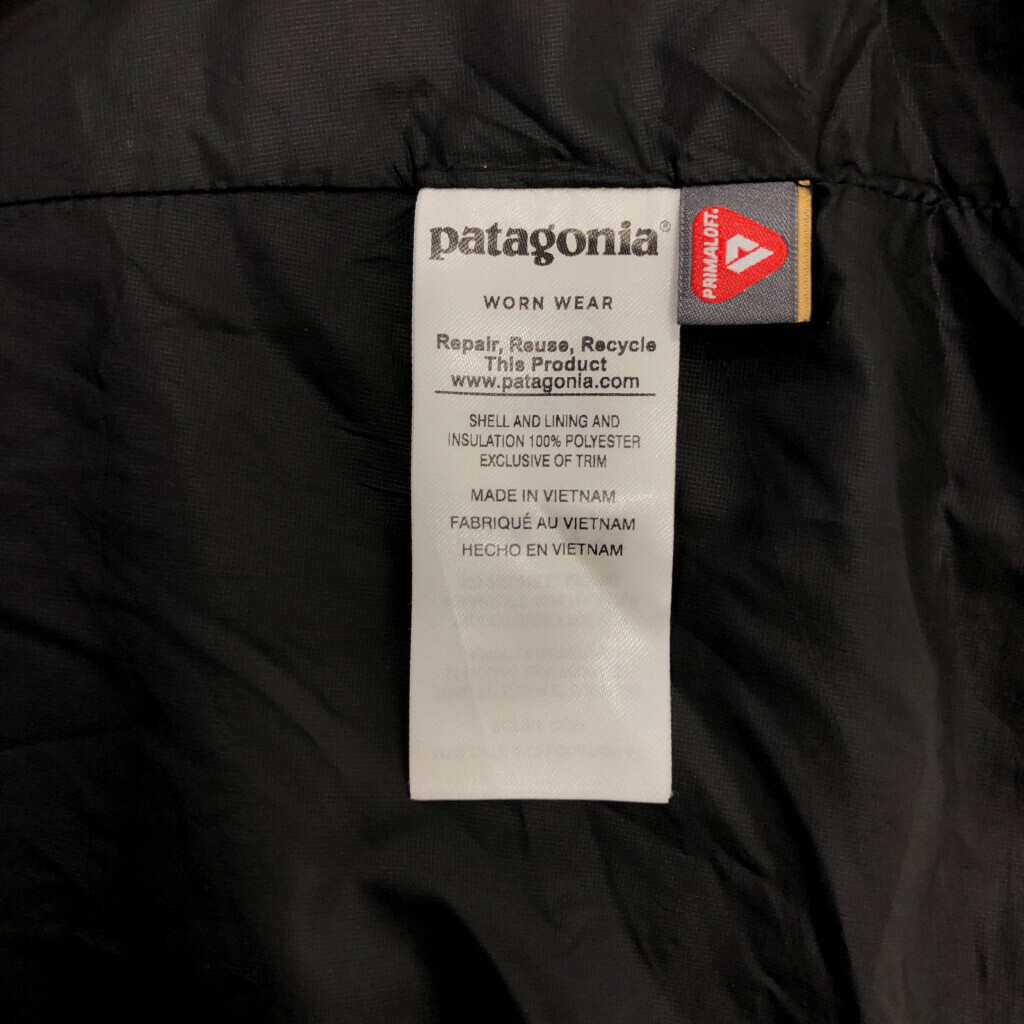 patagonia®
PRIMALOFT.
WORN WEAR
Repair, Reuse, Recycle
This Product
www.patagonia.com
SHELL AND LINING AND
INSULATION 100% POLYESTER
EXCLUSIVE OF TRIM
MADE IN VIETNAM
FABRIQUÉ AU VIETNAM
HECHO EN VIETNAM